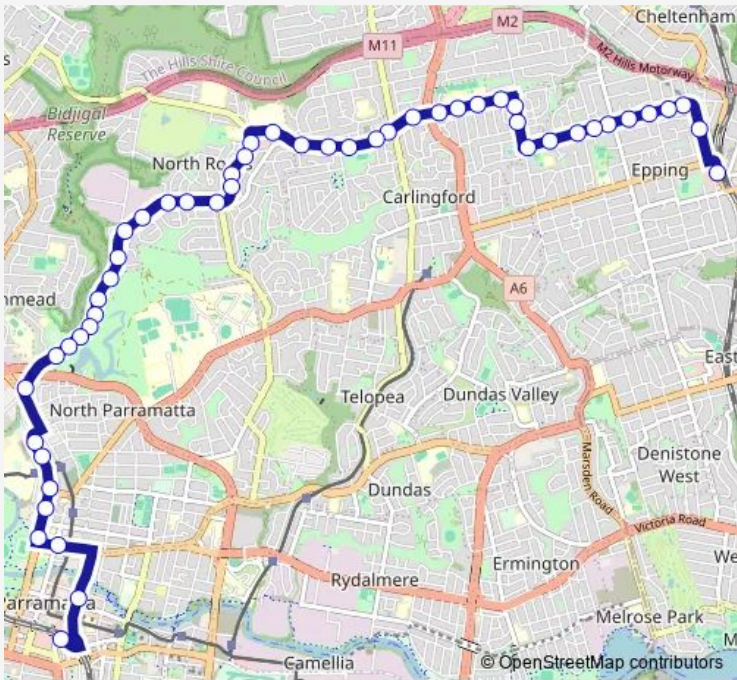 Cheltenham
M2
M11
M2 Hills Motorway
The Hills Shire Council
Bidjigal
Reserve
North Ro
Epping
Carlingford
A6
nmead
East
Telopea
Dundas Valley
North Parramatta
Marsden Road
Denistone
West
Dundas
Victoria Road
We
Ermington
Rydalmere
arrama a
Melrose Park
M
Camellia
© OpenStreetMap contributors